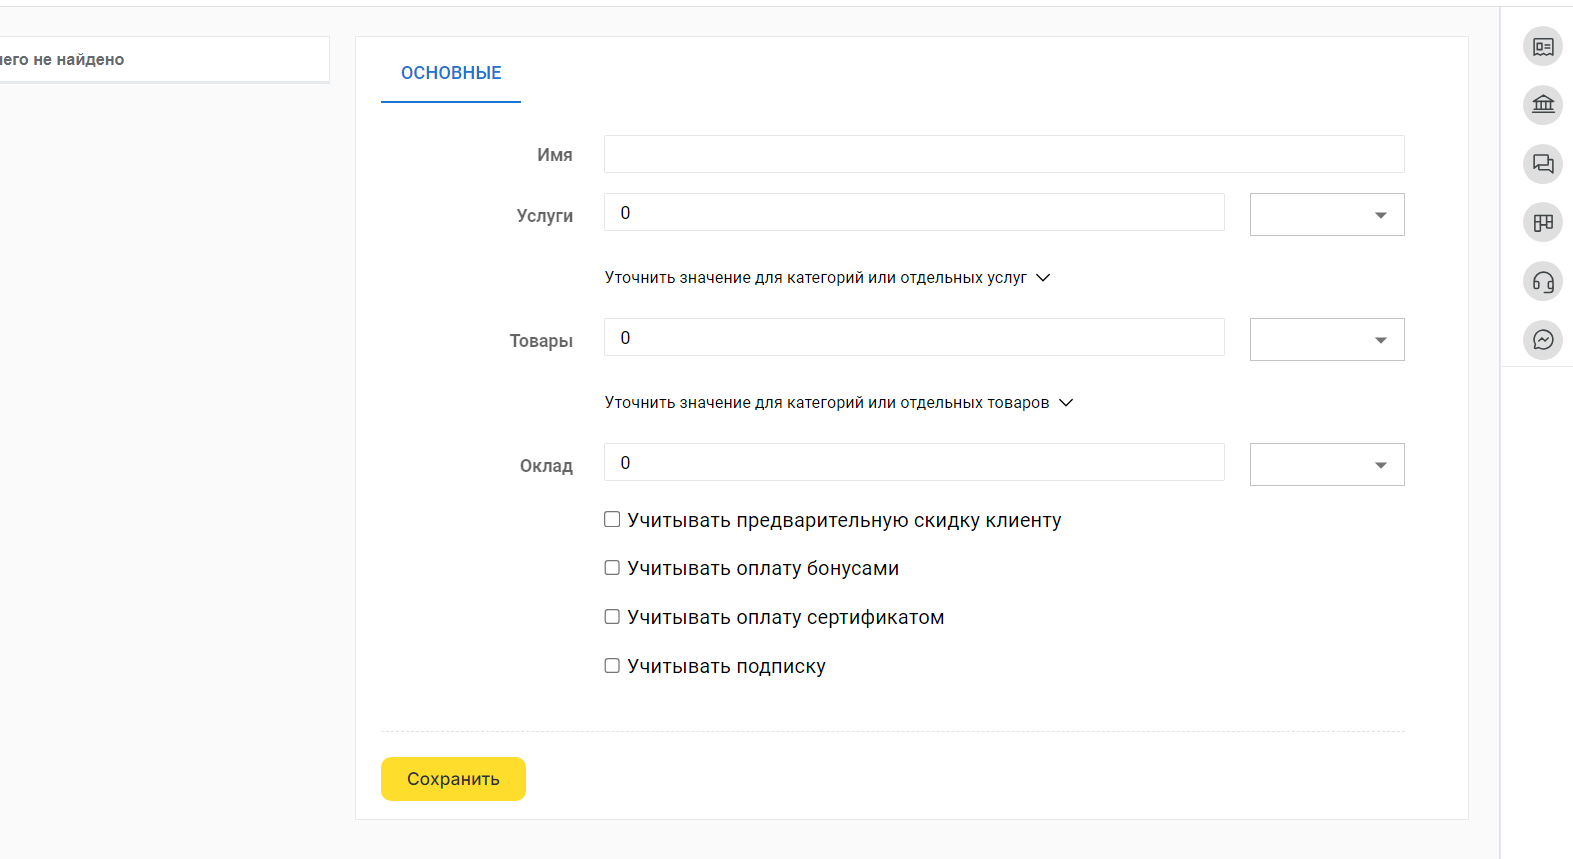 не найдено
ОСНОВНЫЕ
Имя
Услуги
0
Уточнить значение для категорий или отдельных услуг
Товары
0
Уточнить значение для категорий или отдельных товаров
Оклад
0
Учитывать предварительную скидку клиенту
Учитывать оплату бонусами
Учитывать оплату сертификатом
Учитывать подписку
Сохранить